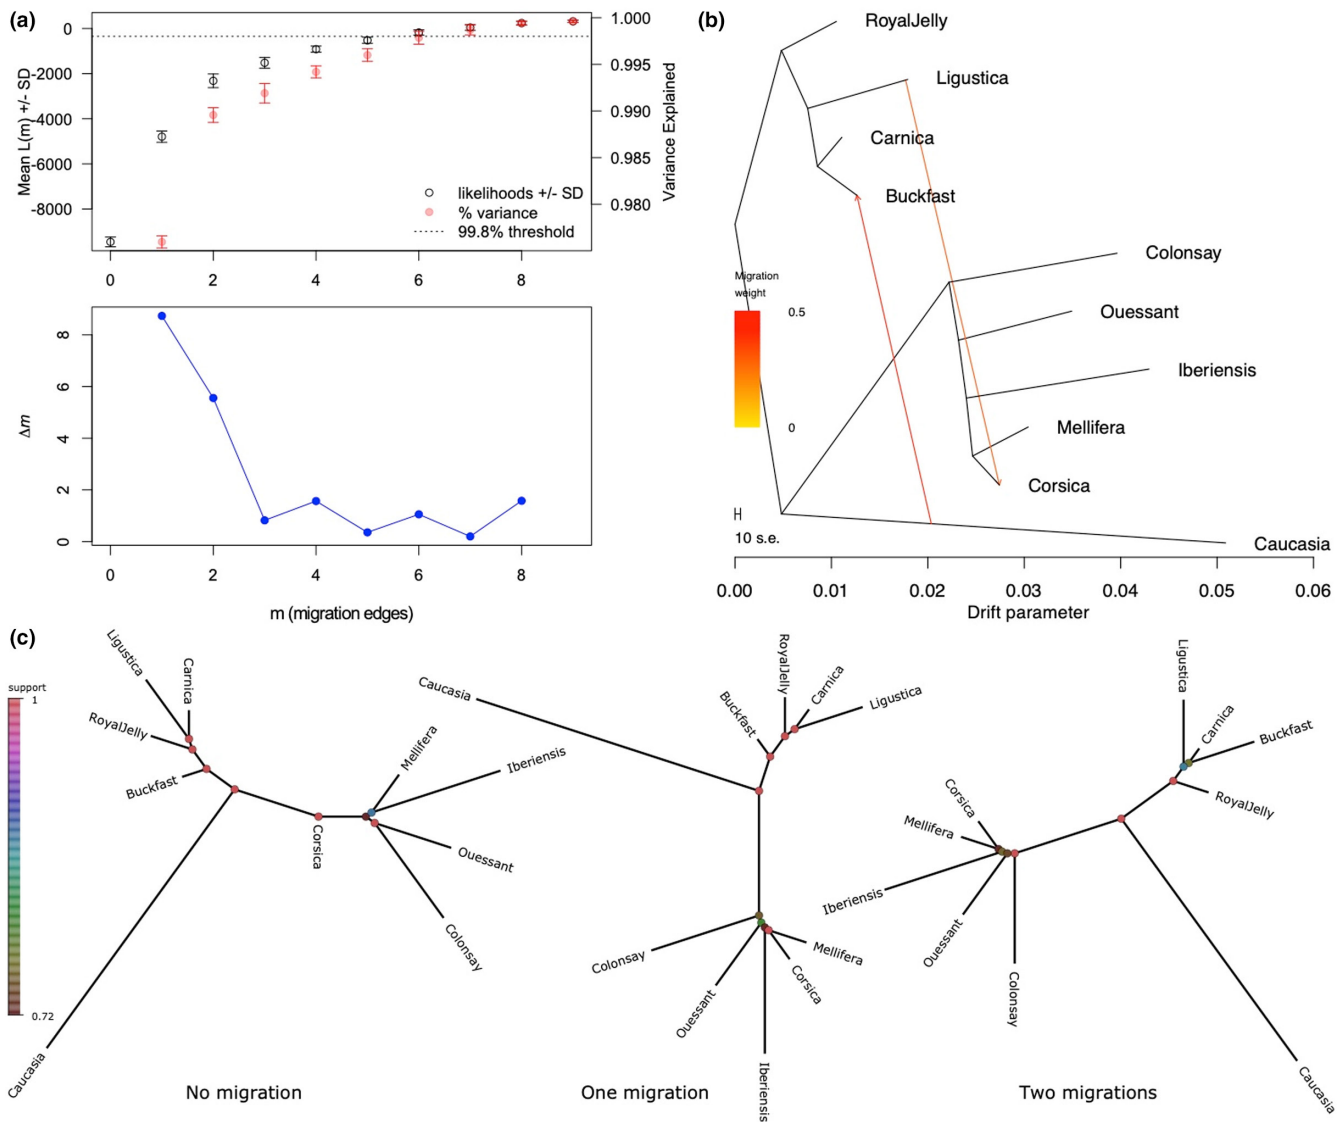 (a)
Mean L(m) +/- SD
0
-2000
-4000
-6000
-8000
1.000
0.995
0.990
0.985
0.980
Variance Explained
likelihoods +/- SD
% variance
99.8% threshold
0 2 4 6 8
Δm
8
6
4
2
0
0 2 4 6 8
m (migration edges)
(b)
RoyalJelly
Ligustica
Carnica
Buckfast
Colonsay
Ouessant
Iberiensis
Mellifera
Corsica
Caucasia
Migration
weight
0.5
0
10 s.e.
0.00 0.01 0.02 0.03 0.04 0.05 0.06
Drift parameter
(c)
support
1
0.72
Ligustica
Carnica
RoyalJelly
Buckfast
Mellifera
Iberiensis
Corsica
Ouessant
Colonsay
Caucasia
No migration
Caucasia
RoyalJelly
Buckfast
Carnica
Ligustica
Colonsay
Mellifera
Ouessant
Corsica
Iberiensis
One migration
Ligustica
Carnica
Buckfast
RoyalJelly
Corsica
Mellifera
Iberiensis
Ouessant
Colonsay
Caucasia
Two migrations